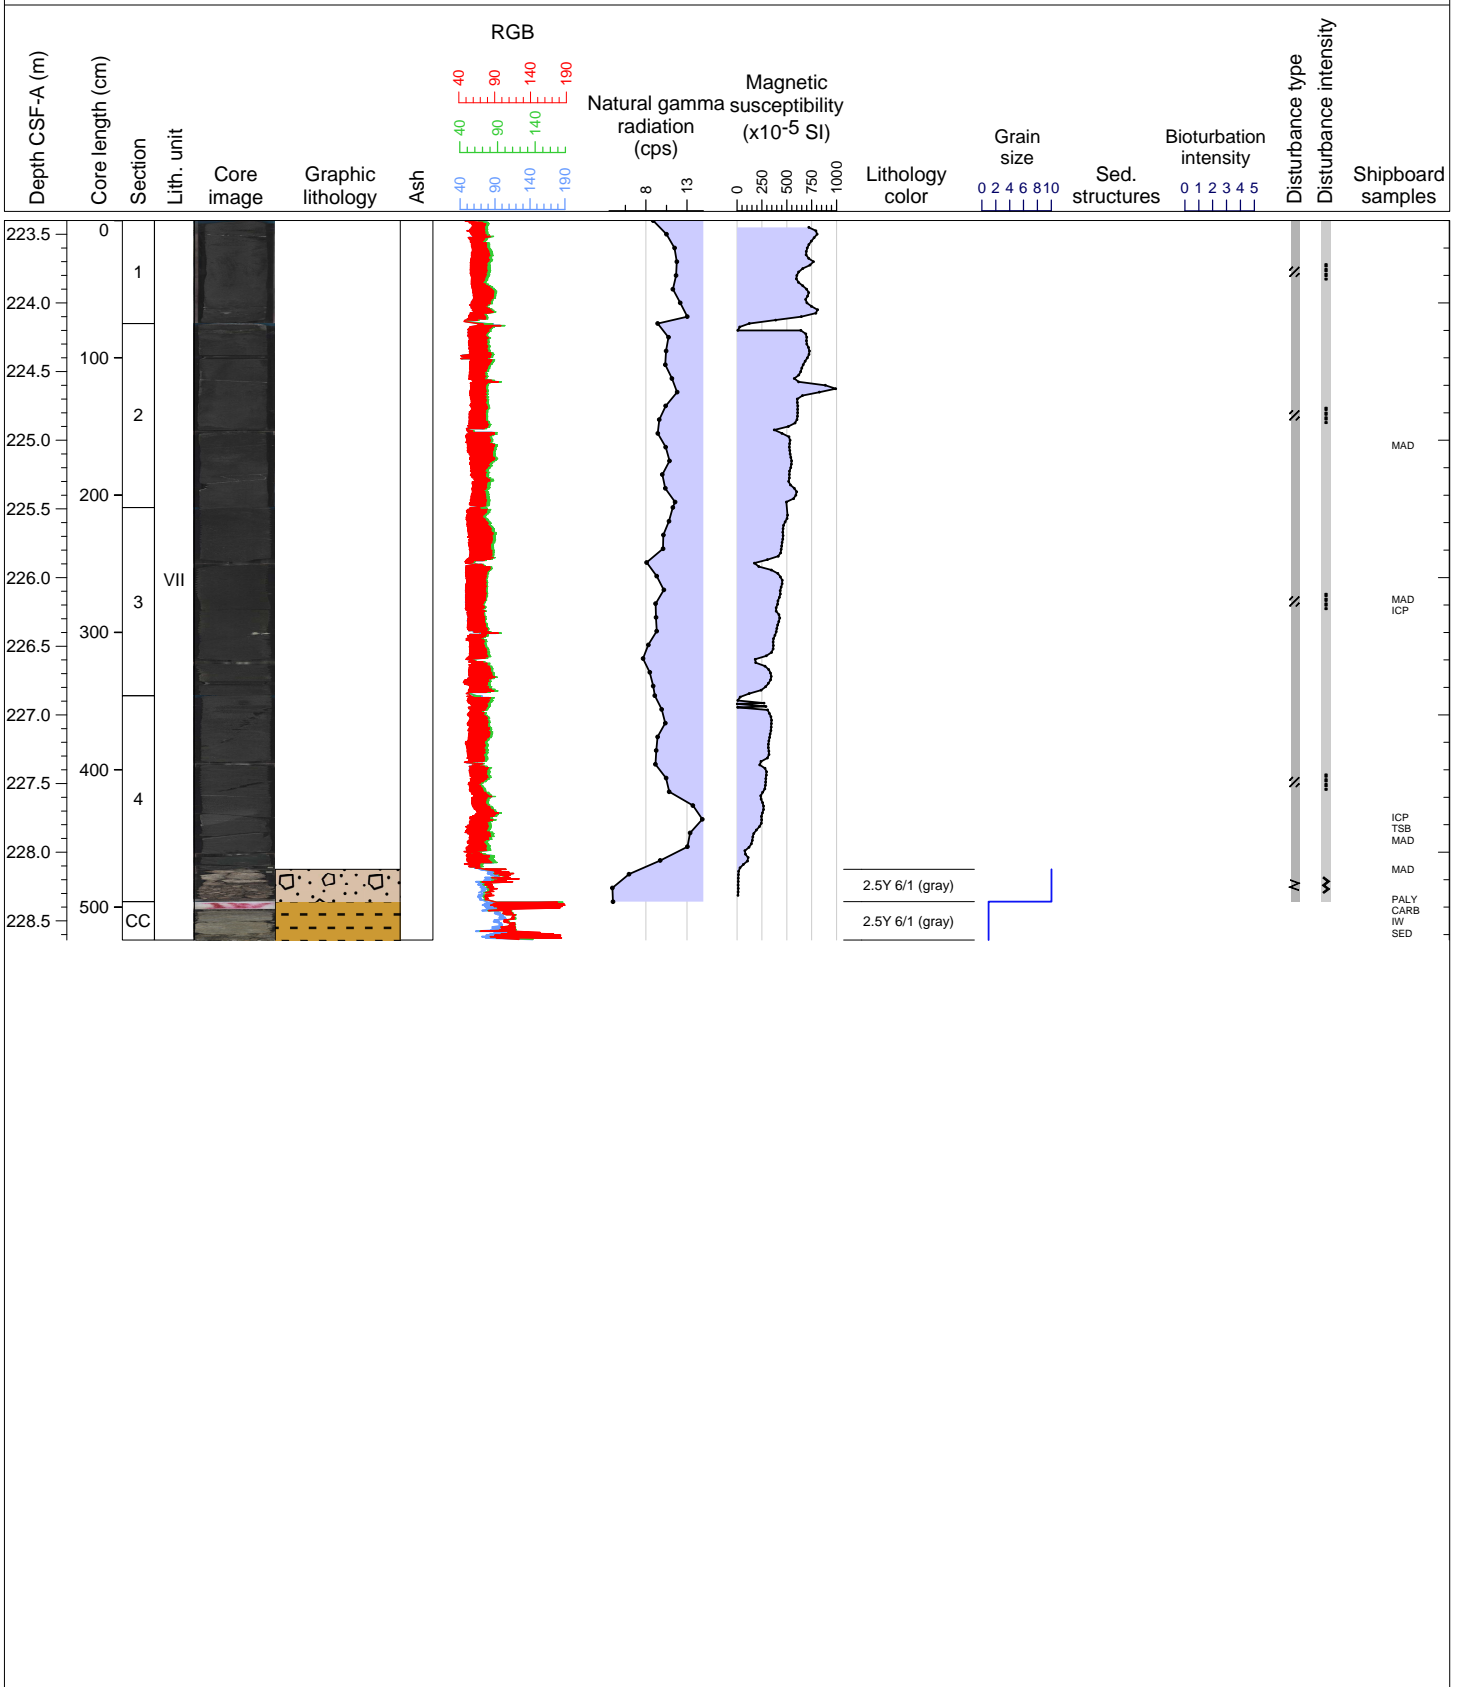 Depth CSF-A (m)
Core length (cm)
Section
Lith. unit
Core
image
Graphic
lithology
Ash
RGB
40 90 140 190
40 90 140
40 90 140 190
Natural gamma
radiation
(cps)
8 13
Magnetic
susceptibility
(x10-5 SI)
0 250 500 750 1000
Lithology
color
Grain
size
0 2 4 6 8 10
Sed.
structures
Bioturbation
intensity
0 1 2 3 4 5
Disturbance type
Disturbance intensity
Shipboard
samples
223.5
224.0
224.5
225.0
225.5
226.0
226.5
227.0
227.5
228.0
228.5
0
100
200
300
400
500
1
2
3
4
CC
VII
2.5Y 6/1 (gray)
2.5Y 6/1 (gray)
MAD
MAD
ICP
ICP
TSB
MAD
MAD
PALY
CARB
IW
SED